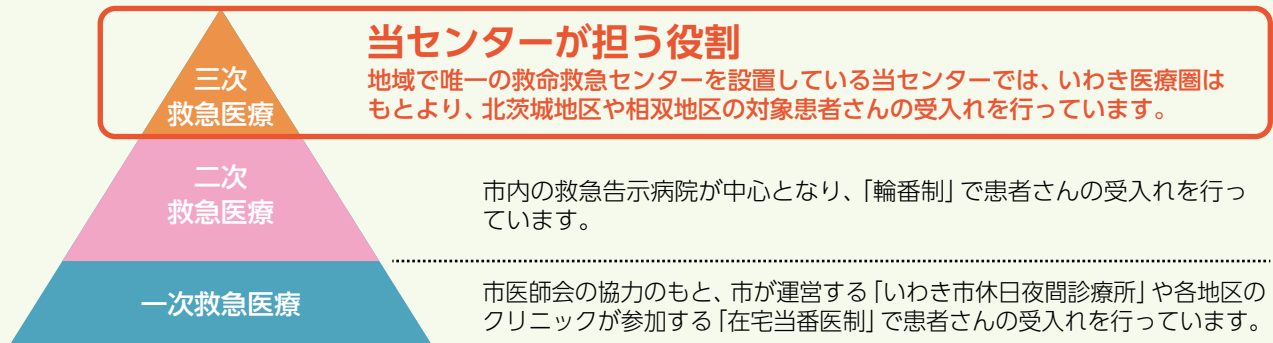 三次
救急医療
当センターが担う役割
地域で唯一の救命救急センターを設置している当センターでは、いわき医療圏は
もとより、北茨城地区や相双地区の対象患者さんの受入れを行っています。
二次
救急医療
市内の救急告示病院が中心となり、「輪番制」で患者さんの受入れを行っ
ています。
一次救急医療
市医師会の協力のもと、市が運営する「いわき市休日夜間診療所」や各地区の
クリニックが参加する「在宅当番医制」で患者さんの受入れを行っています。